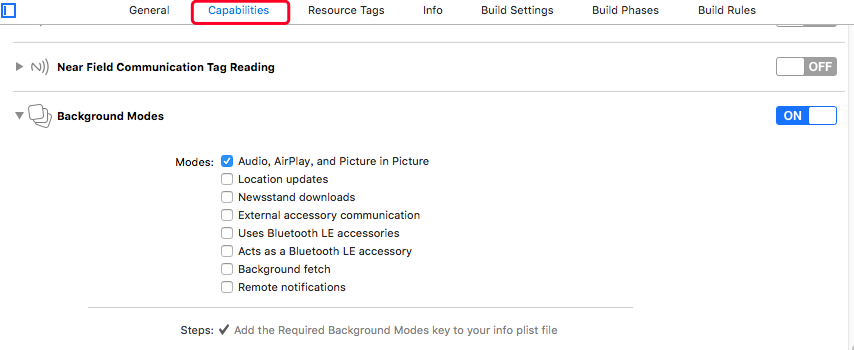 General Capabilities Resource Tags Info Build Settings Build Phases Build Rules
Near Field Communication Tag Reading OFF
Background Modes ON
Modes: Audio, AirPlay, and Picture in Picture
Location updates
Newsstand downloads
External accessory communication
Uses Bluetooth LE accessories
Acts as a Bluetooth LE accessory
Background fetch
Remote notifications
Steps: ✔ Add the Required Background Modes key to your info plist file